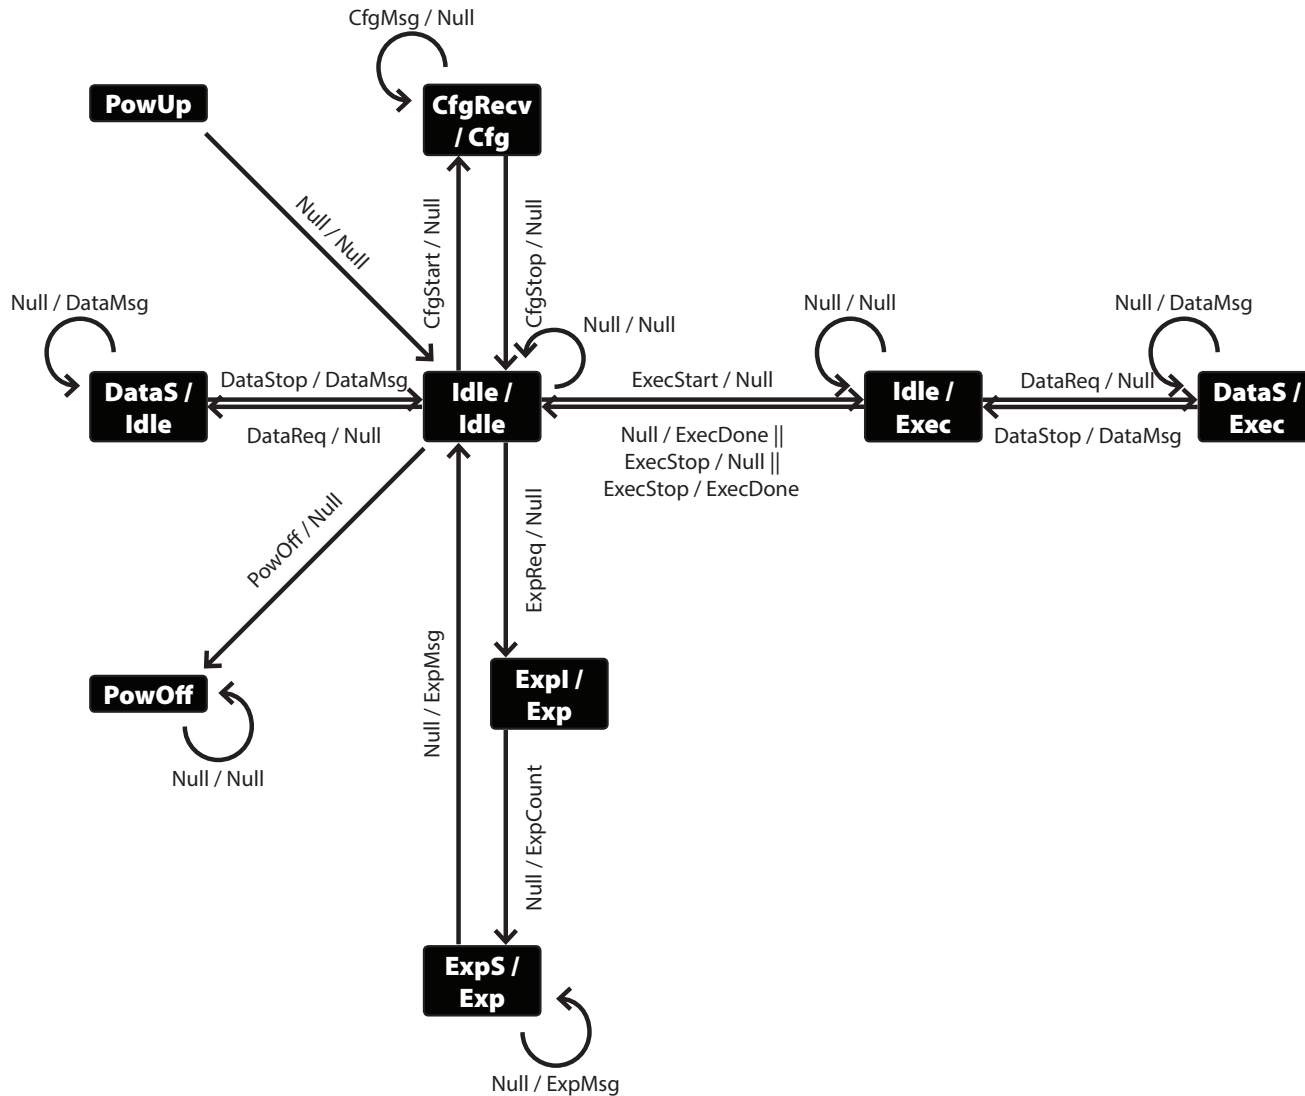 CfgMsg / Null
PowUp
CfgRecv
/ Cfg
Null / Null
CfgStart / Null
CfgStop / Null
Null / DataMsg
Null / Null
Null / Null
Null / DataMsg
DataS /
Idle
DataStop / DataMsg
DataReq / Null
Idle /
Idle
ExecStart / Null
Null / ExecDone ||
ExecStop / Null ||
ExecStop / ExecDone
Idle /
Exec
DataReq / Null
DataStop / DataMsg
DataS /
Exec
PowOff / Null
ExpReq / Null
PowOff
Null / Null
Null / ExpMsg
ExpI /
Exp
Null / ExpCount
ExpS /
Exp
Null / ExpMsg